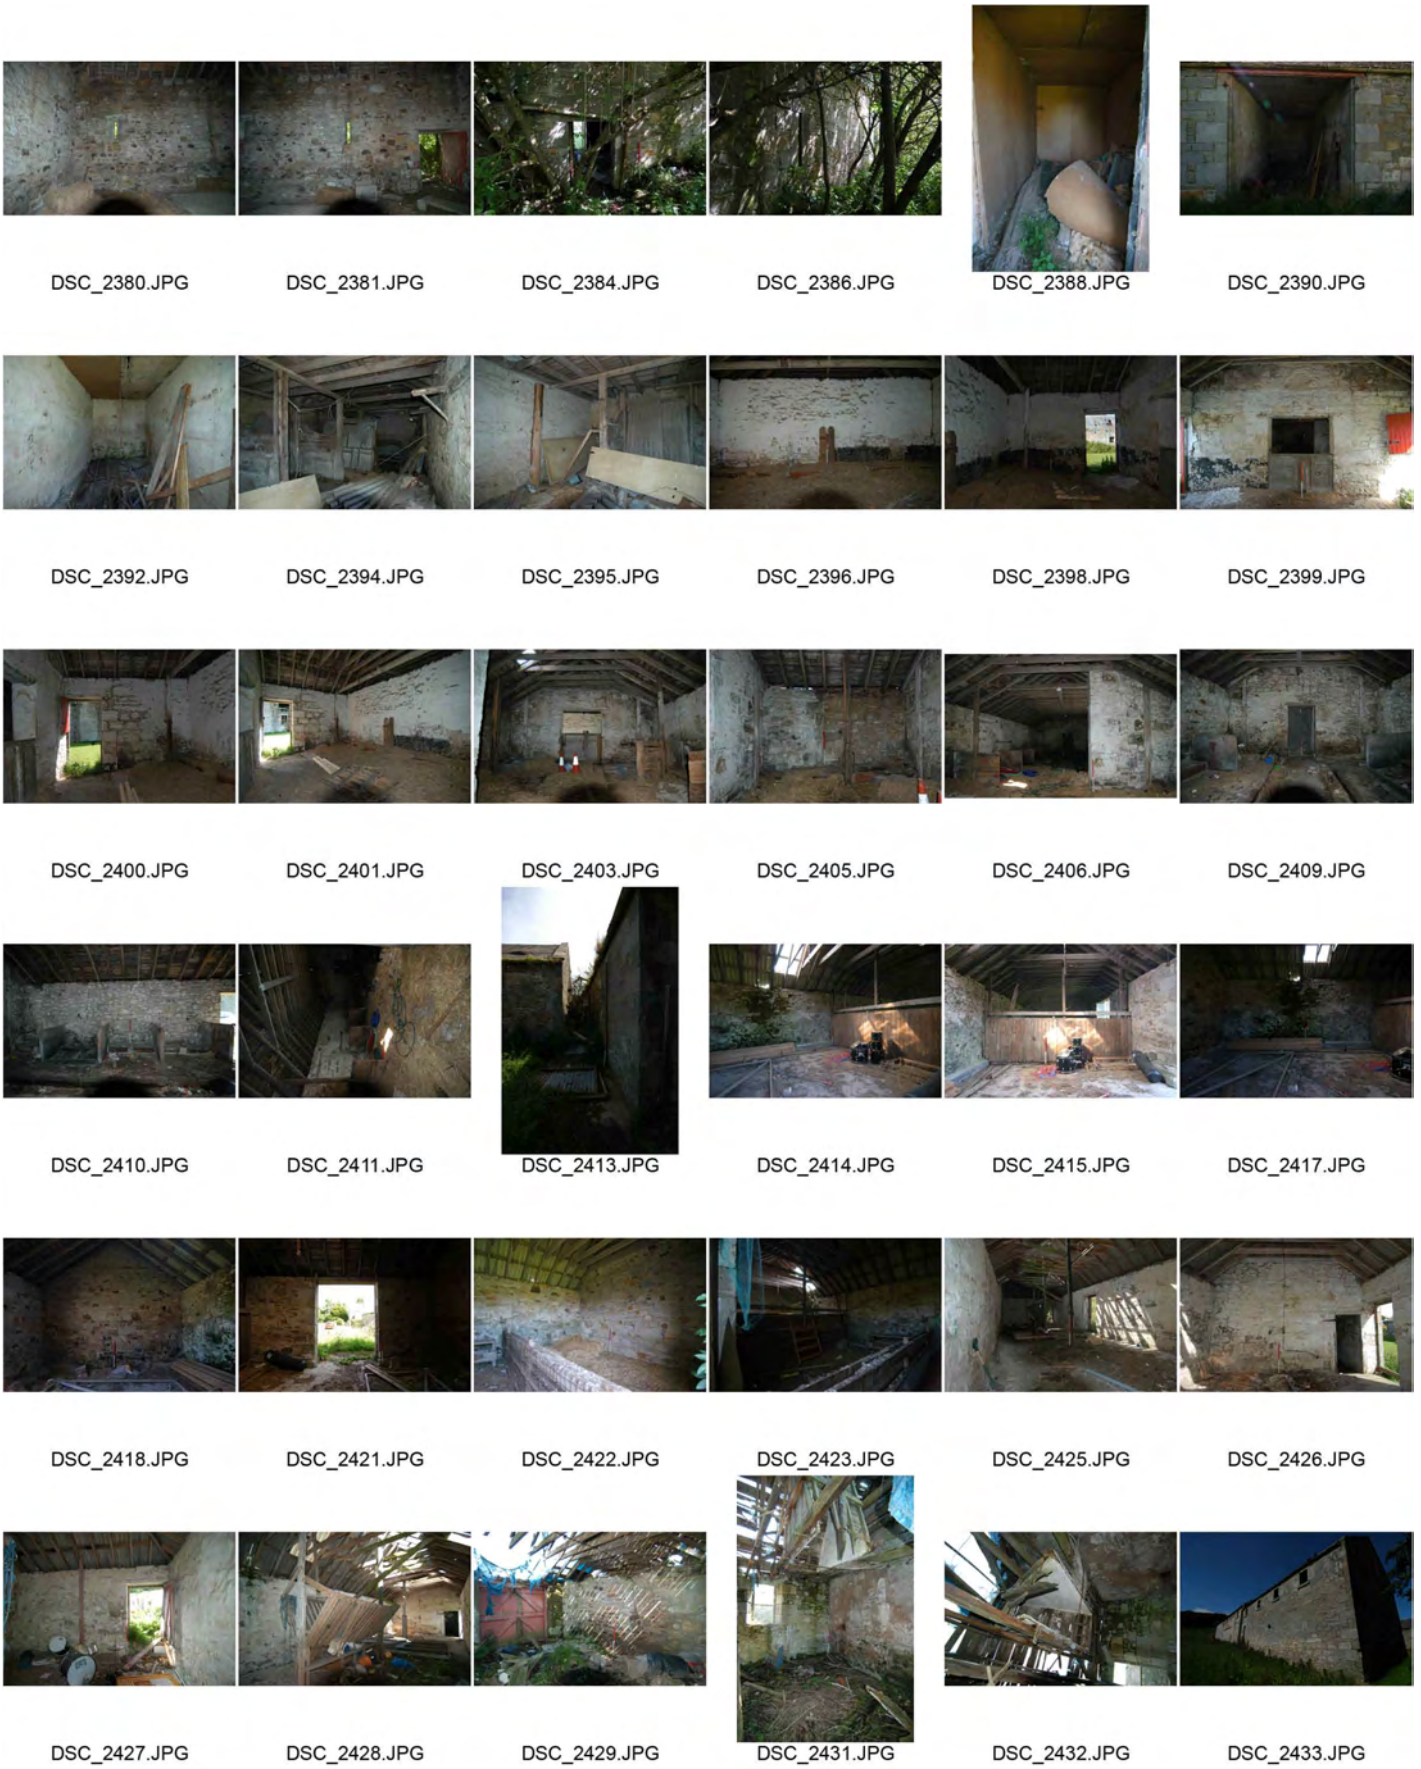 DSC_2380.JPG DSC_2381.JPG DSC_2384.JPG DSC_2386.JPG DSC_2388.JPG DSC_2390.JPG
DSC_2392.JPG DSC_2394.JPG DSC_2395.JPG DSC_2396.JPG DSC_2398.JPG DSC_2399.JPG
DSC_2400.JPG DSC_2401.JPG DSC_2403.JPG DSC_2405.JPG DSC_2406.JPG DSC_2409.JPG
DSC_2410.JPG DSC_2411.JPG DSC_2413.JPG DSC_2414.JPG DSC_2415.JPG DSC_2417.JPG
DSC_2418.JPG DSC_2421.JPG DSC_2422.JPG DSC_2423.JPG DSC_2425.JPG DSC_2426.JPG
DSC_2427.JPG DSC_2428.JPG DSC_2429.JPG DSC_2431.JPG DSC_2432.JPG DSC_2433.JPG